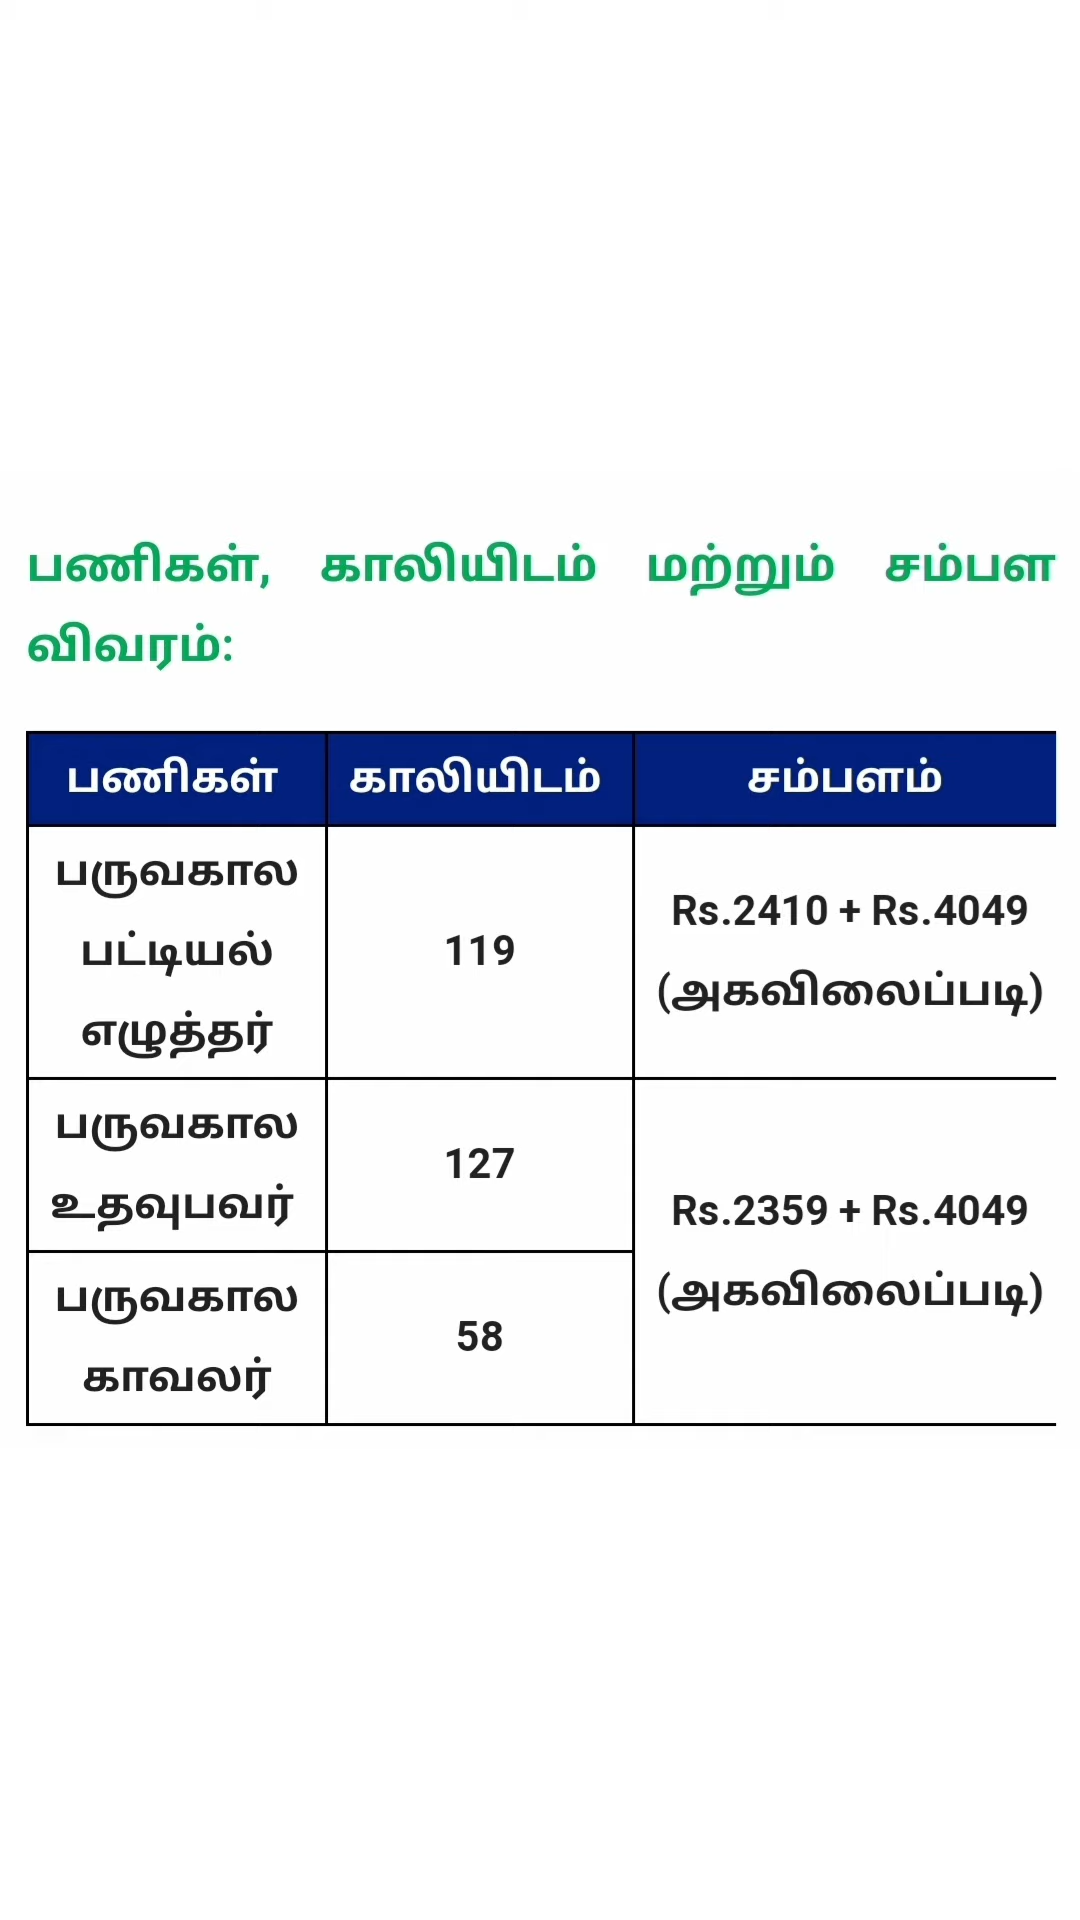 பணிகள், காலியிடம் மற்றும் சம்பள
விவரம்:
பணிகள் காலியிடம் சம்பளம்
பருவகால
பட்டியல்
எழுத்தர்
119
Rs.2410 + Rs.4049
(அகவிலைப்படி)
பருவகால
உதவுபவர்
127
Rs.2359 + Rs.4049
(அகவிலைப்படி)
பருவகால
காவலர்
58